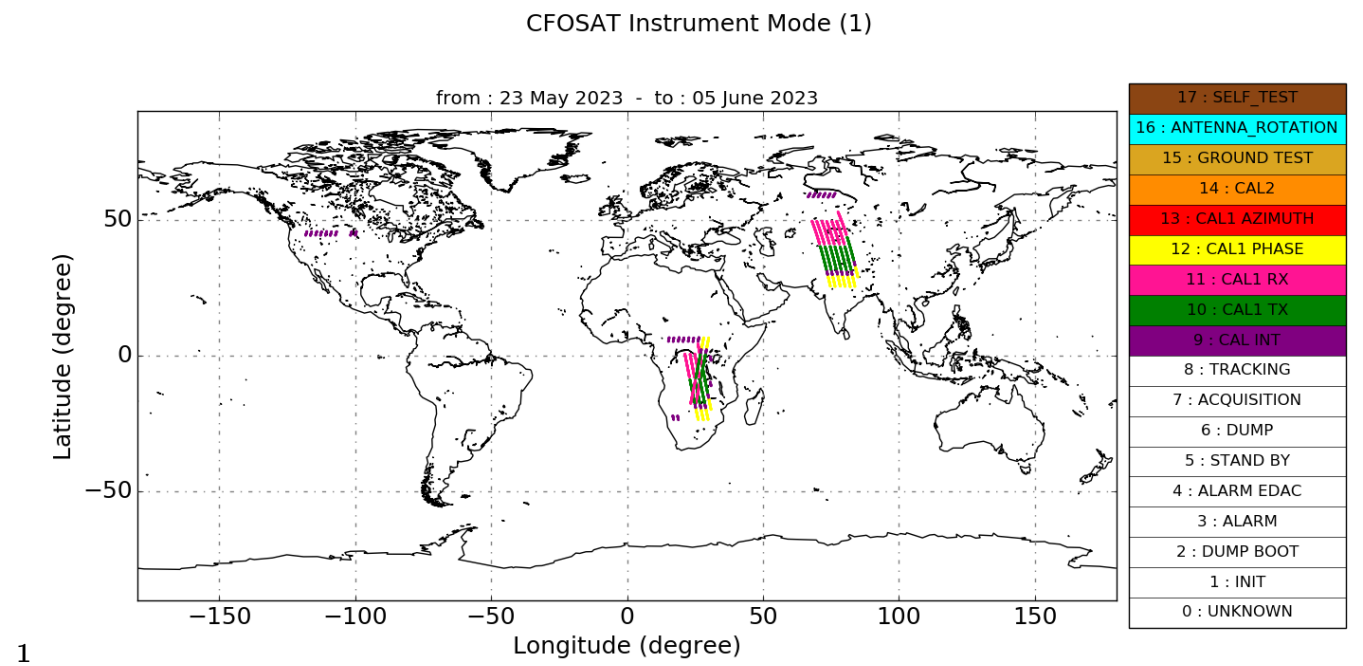 CFOSAT Instrument Mode (1)
from : 23 May 2023 - to : 05 June 2023
17 : SELF_TEST
16 : ANTENNA_ROTATION
15 : GROUND TEST
14 : CAL2
13 : CAL1 AZIMUTH
12 : CAL1 PHASE
11 : CAL1 RX
10 : CAL1 TX
9 : CAL INT
8 : TRACKING
7 : ACQUISITION
6 : DUMP
5 : STAND BY
4 : ALARM EDAC
3 : ALARM
2 : DUMP BOOT
1 : INIT
0 : UNKNOWN
Latitude (degree)
50
0
−50
−150 −100 −50 0 50 100 150
Longitude (degree)
1